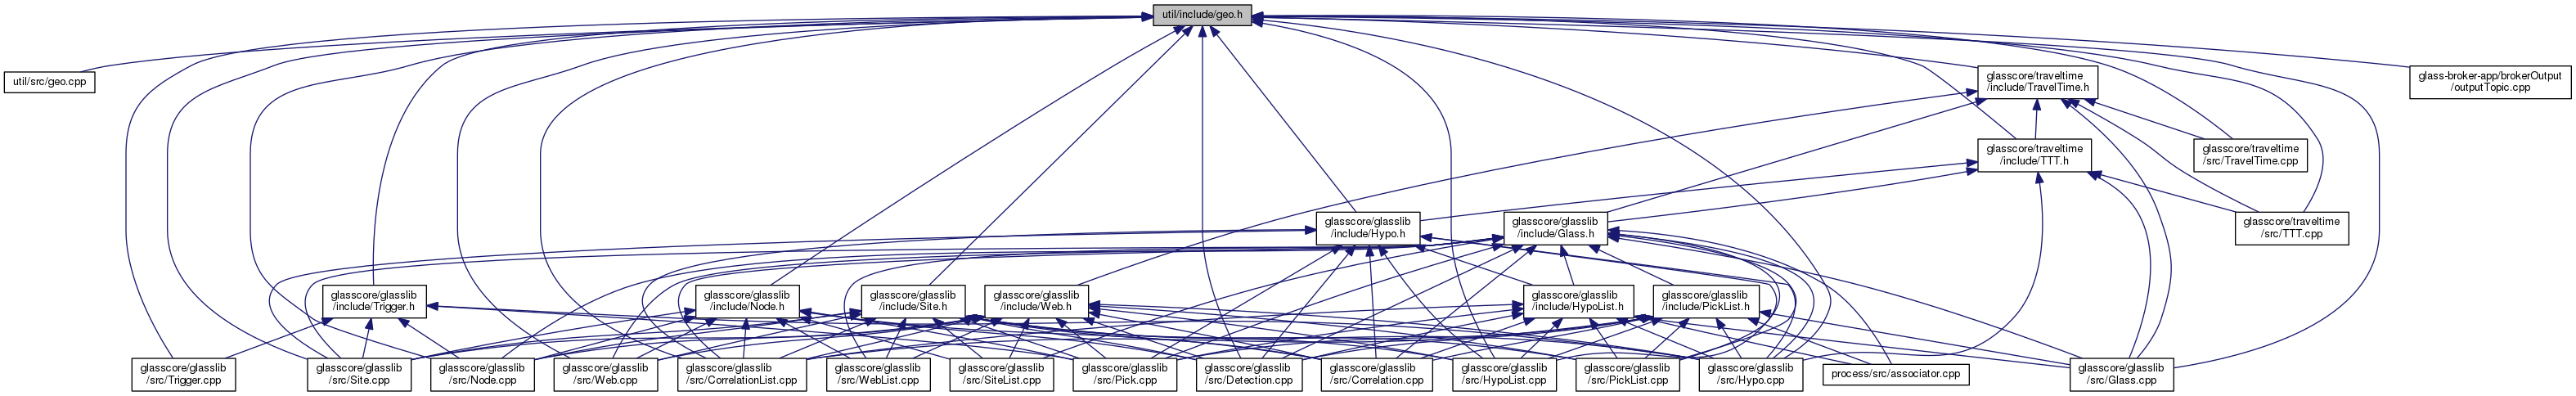 util/include/geo.h
util/src/geo.cpp
glasscore/traveltime
/include/TravelTime.h
glass-broker-app/brokerOutput
/outputTopic.cpp
glasscore/traveltime
/include/TTT.h
glasscore/traveltime
/src/TravelTime.cpp
glasscore/glasslib
/include/Hypo.h
glasscore/glasslib
/include/Glass.h
glasscore/traveltime
/src/TTT.cpp
glasscore/glasslib
/include/Trigger.h
glasscore/glasslib
/include/Node.h
glasscore/glasslib
/include/Site.h
glasscore/glasslib
/include/Web.h
glasscore/glasslib
/include/HypoList.h
glasscore/glasslib
/include/PickList.h
glasscore/glasslib
/src/Trigger.cpp
glasscore/glasslib
/src/Site.cpp
glasscore/glasslib
/src/Node.cpp
glasscore/glasslib
/src/Web.cpp
glasscore/glasslib
/src/CorrelationList.cpp
glasscore/glasslib
/src/WebList.cpp
glasscore/glasslib
/src/SiteList.cpp
glasscore/glasslib
/src/Pick.cpp
glasscore/glasslib
/src/Detection.cpp
glasscore/glasslib
/src/Correlation.cpp
glasscore/glasslib
/src/HypoList.cpp
glasscore/glasslib
/src/PickList.cpp
glasscore/glasslib
/src/Hypo.cpp
process/src/associator.cpp
glasscore/glasslib
/src/Glass.cpp